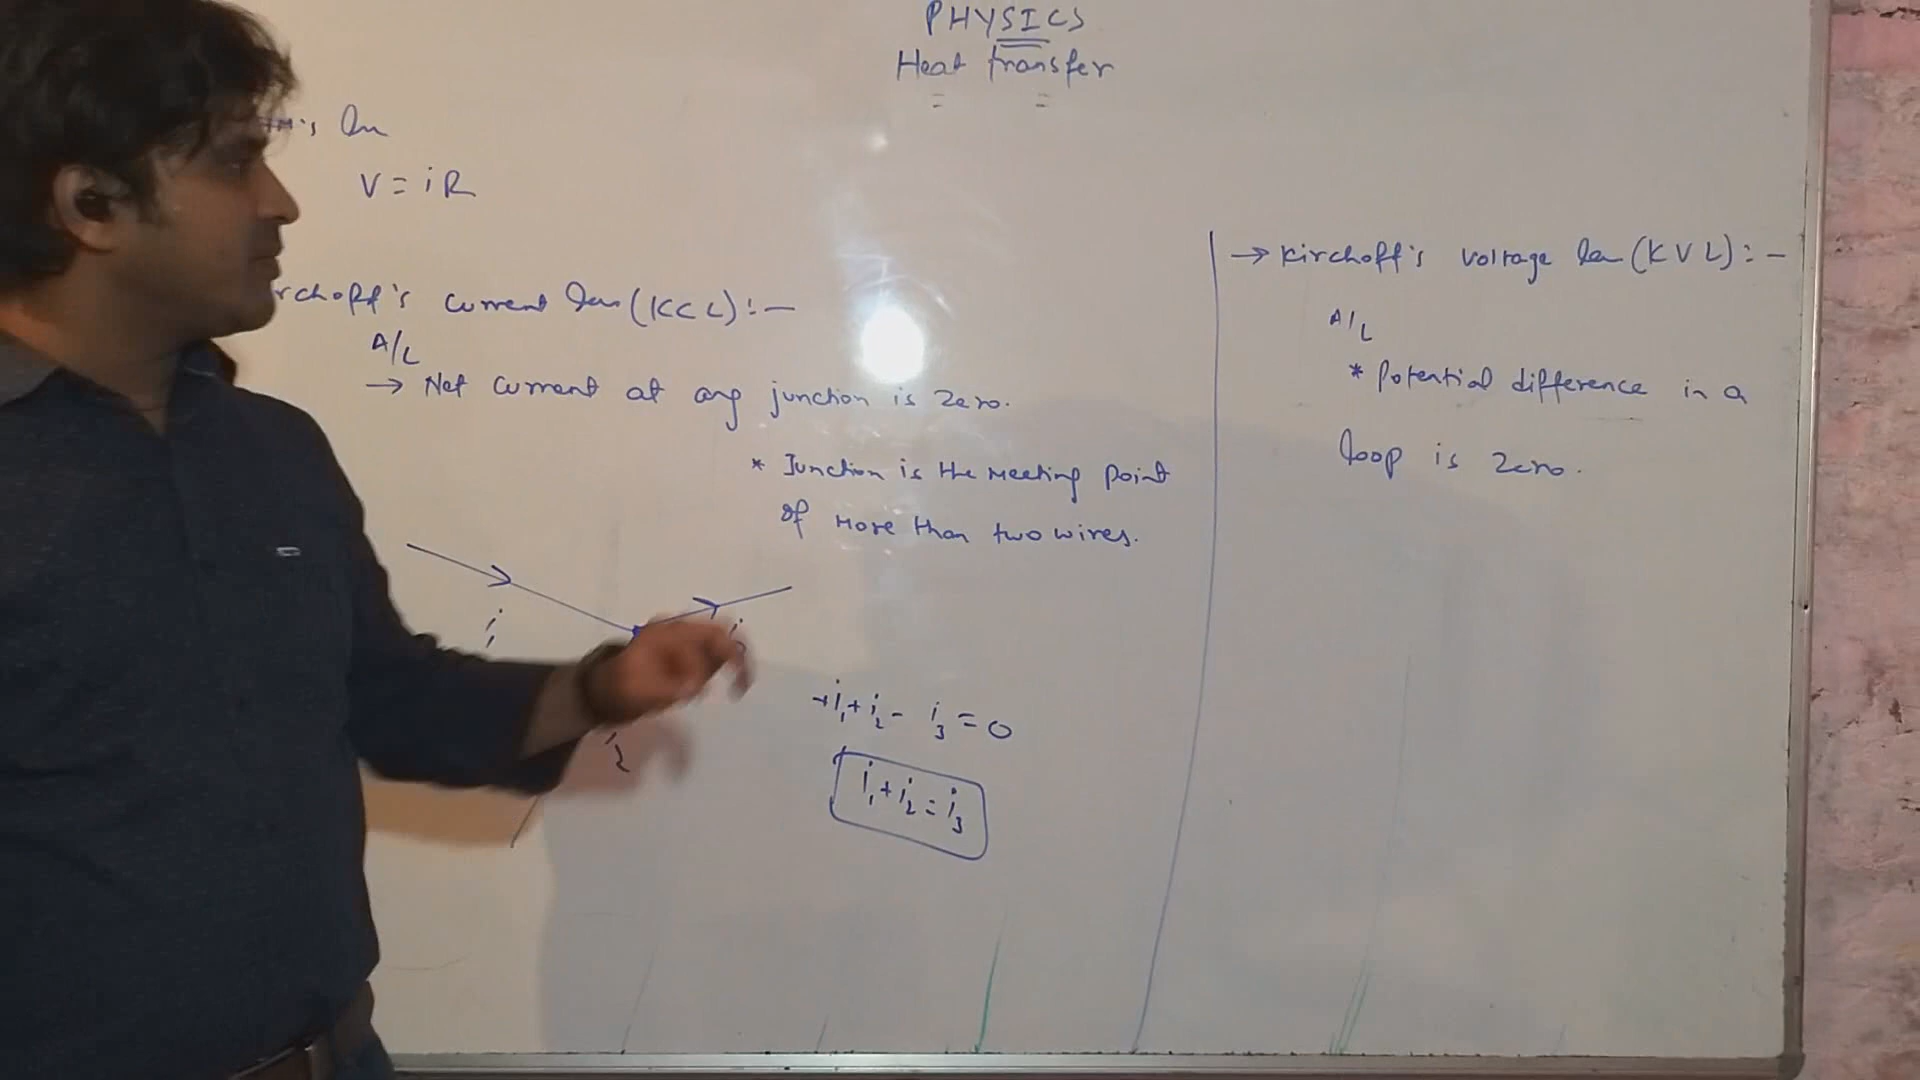 PHYSICS
Heat transfer
V = iR
current law (KCL):-
A/L
→ Net current at any junction is zero.
* Junction is the meeting point
of more than two wires.
i₁
2
+i₁+i₂- i₃=0
i₁+i₂=i₃
→ Kirchoff's voltage law (KVL):-
A/L
* Potential difference in a
loop is zero.